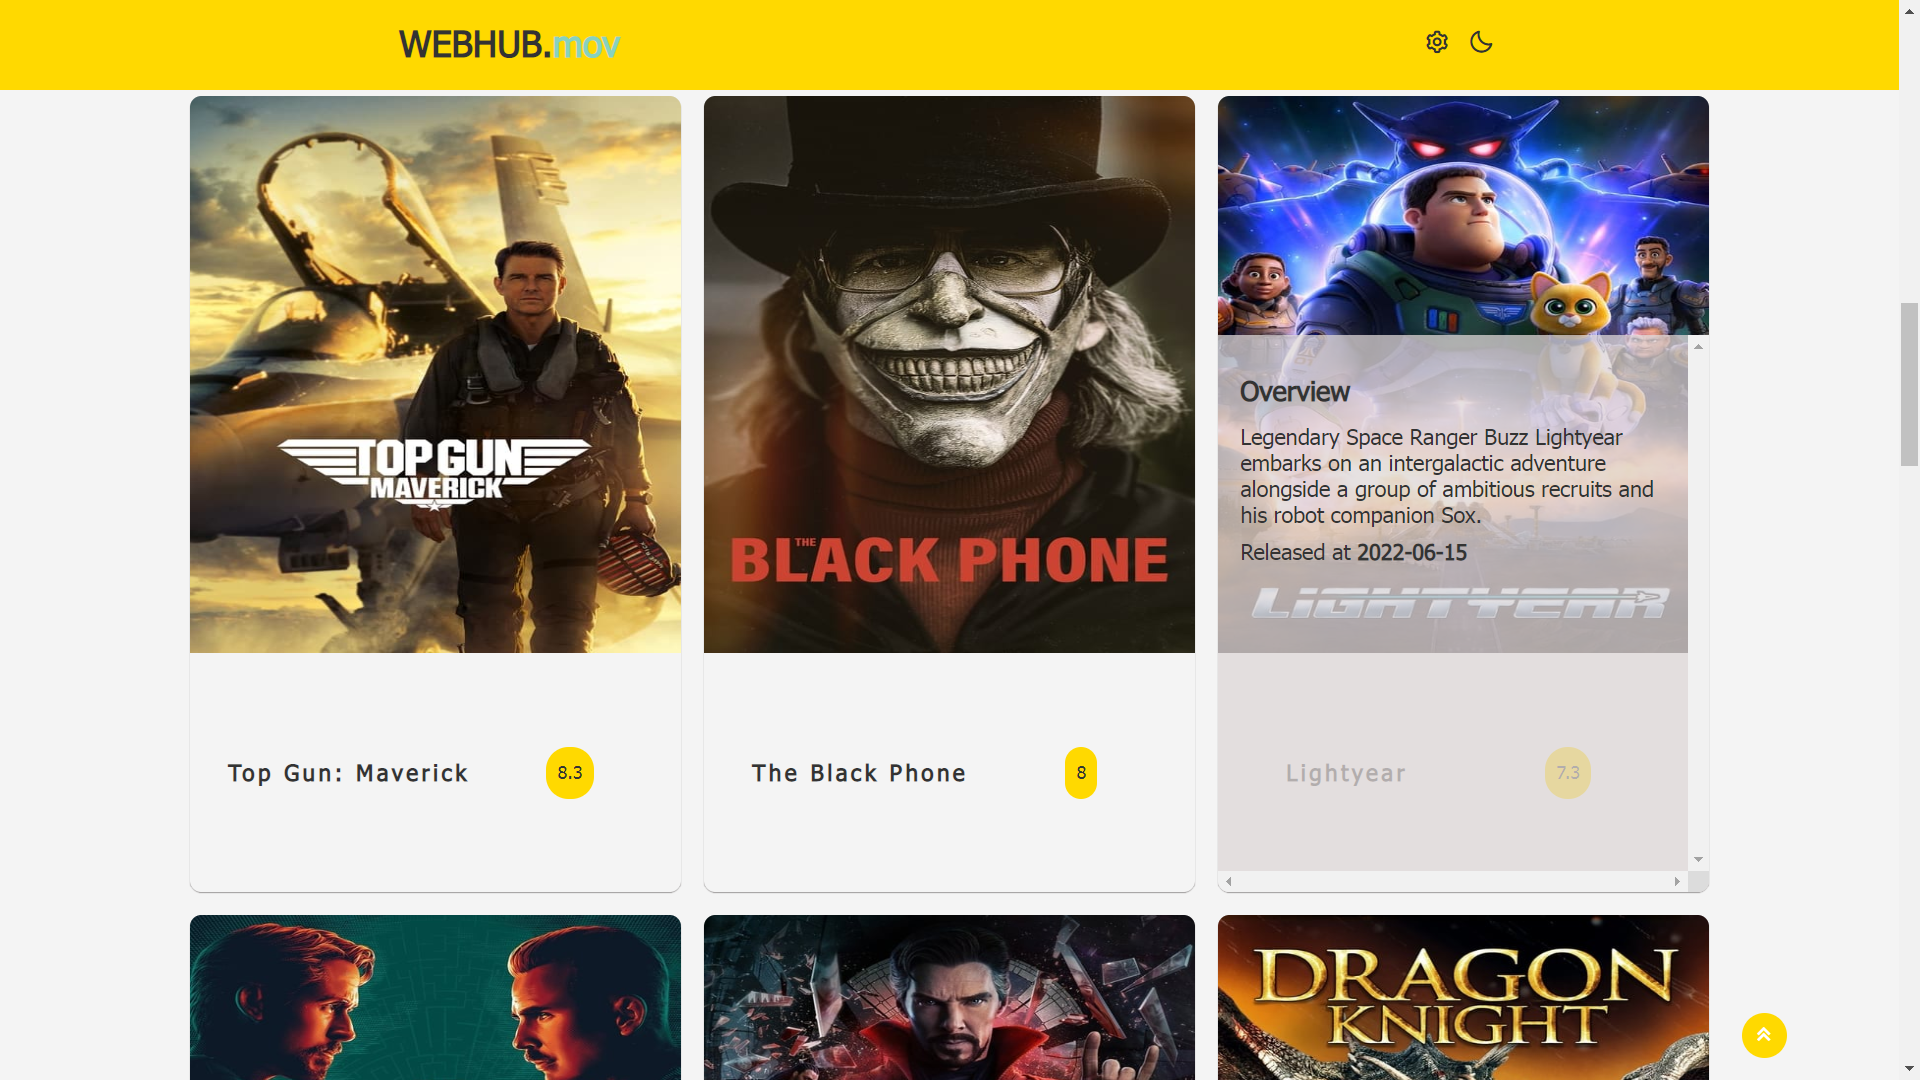 WEBHUB.mov
TOP GUN
MAVERICK
THE
BLACK PHONE
Overview
Legendary Space Ranger Buzz Lightyear
embarks on an intergalactic adventure
alongside a group of ambitious recruits and
his robot companion Sox.
Released at 2022-06-15
LIGHTYEAR
Top Gun: Maverick 8.3
The Black Phone 8
Lightyear 7.3
DRAGON
KNIGHT